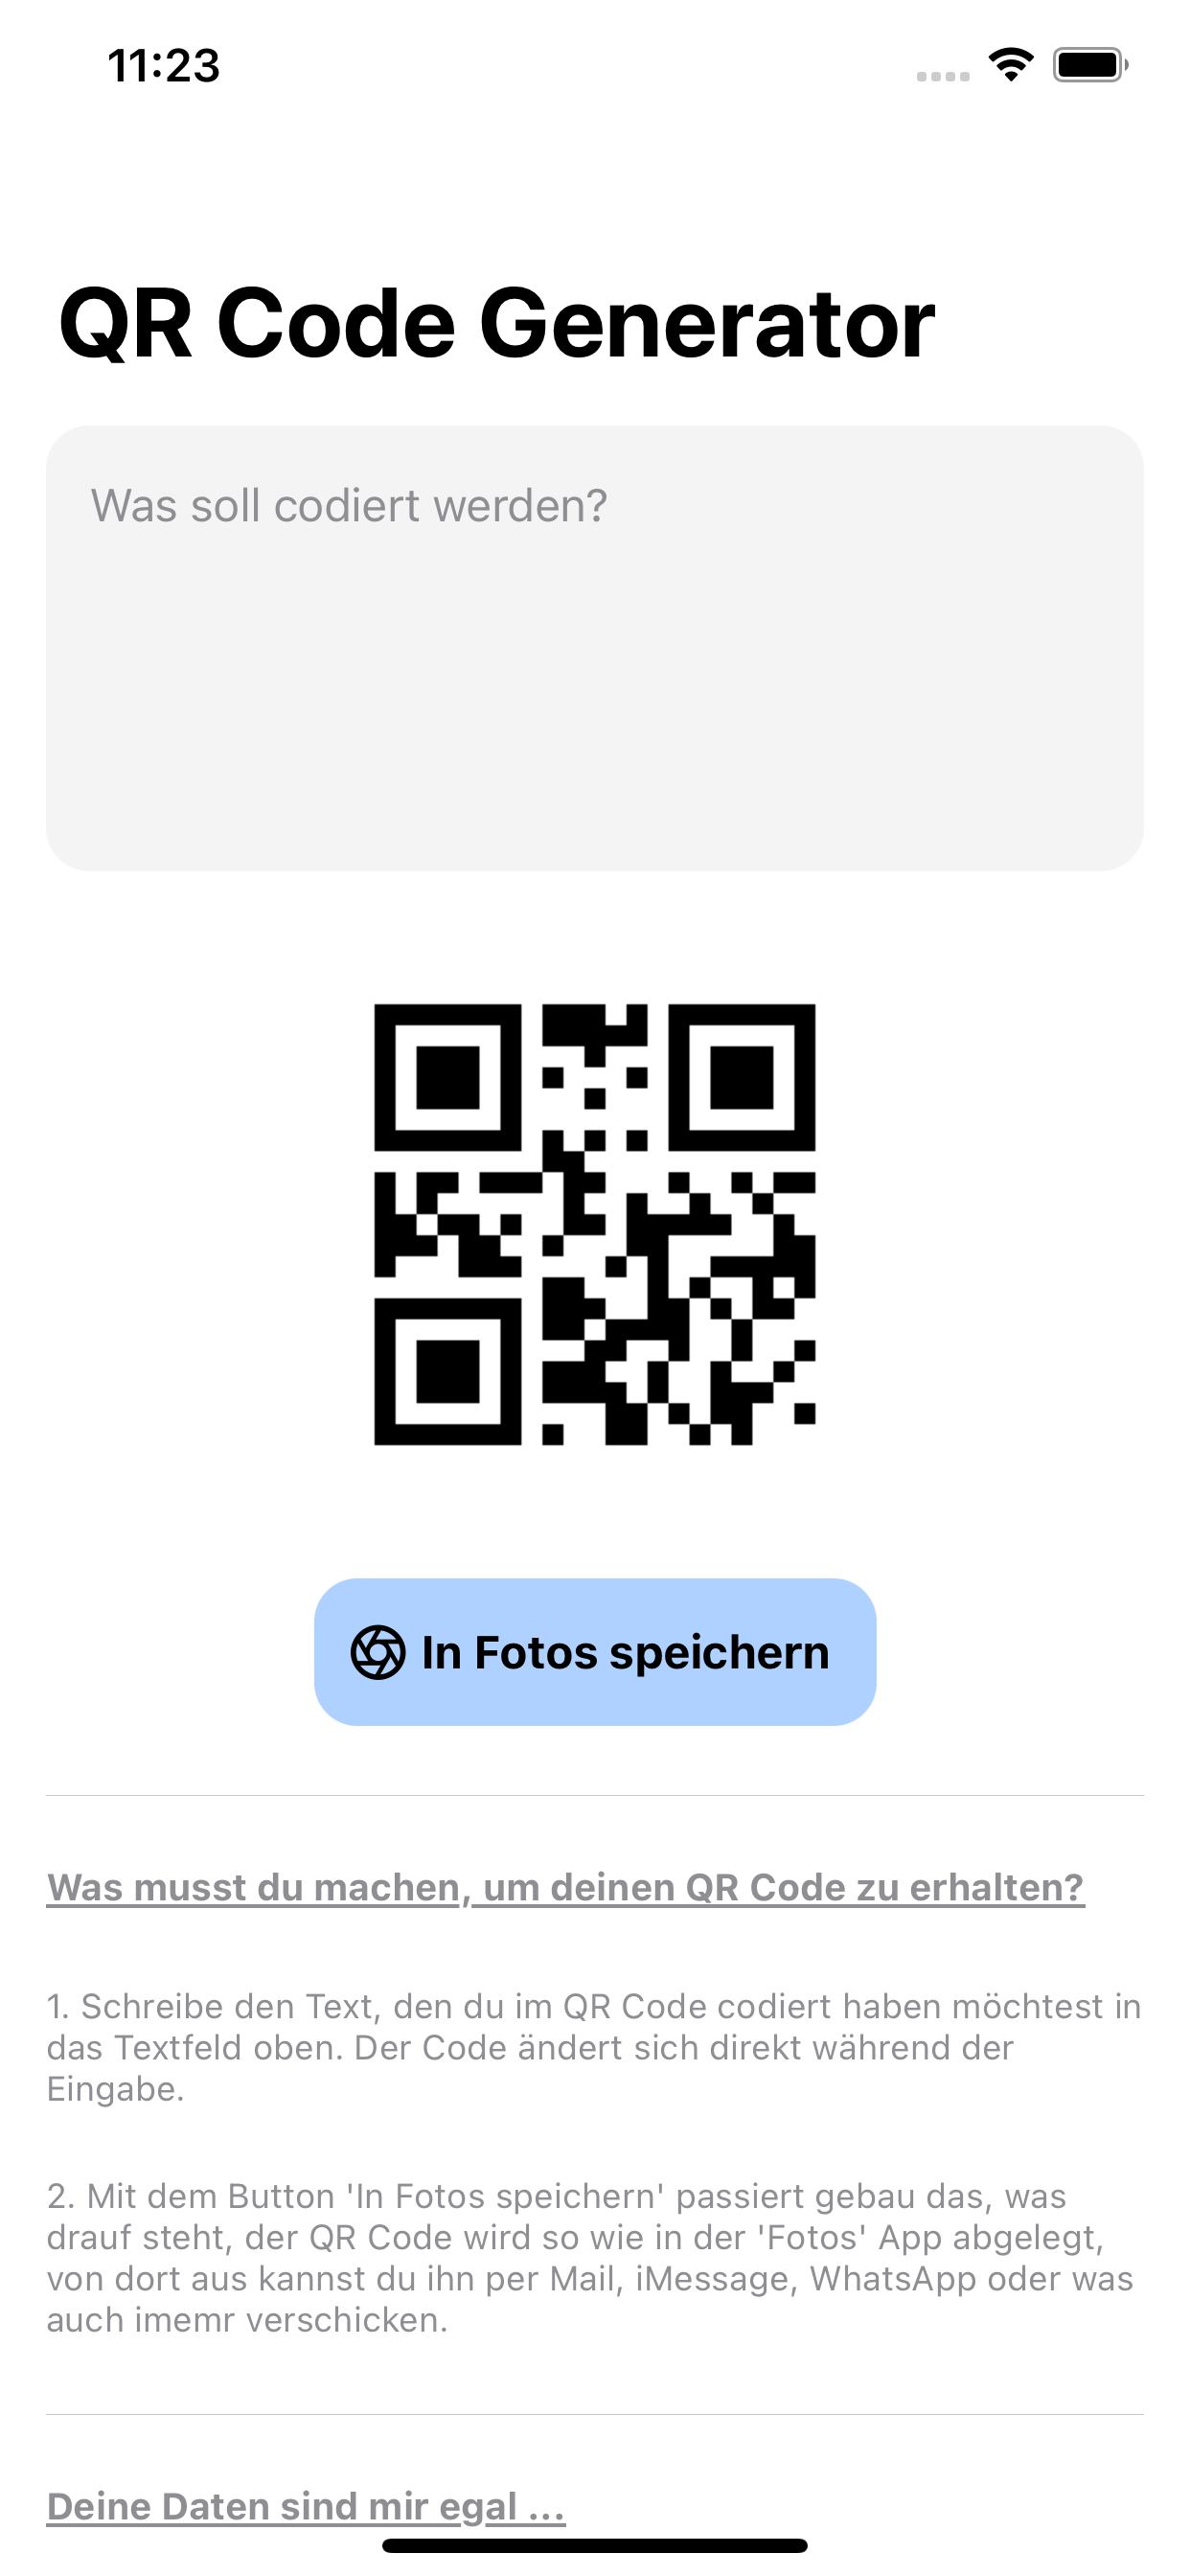 11:23
QR Code Generator
Was soll codiert werden?
In Fotos speichern
Was musst du machen, um deinen QR Code zu erhalten?
1. Schreibe den Text, den du im QR Code codiert haben möchtest in
das Textfeld oben. Der Code ändert sich direkt während der
Eingabe.
2. Mit dem Button 'In Fotos speichern' passiert gebau das, was
drauf steht, der QR Code wird so wie in der 'Fotos' App abgelegt,
von dort aus kannst du ihn per Mail, iMessage, WhatsApp oder was
auch imemr verschicken.
Deine Daten sind mir egal ...